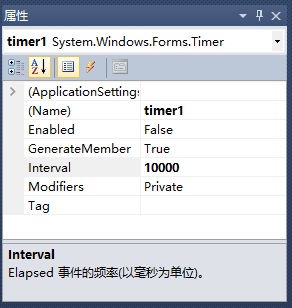 属性
timer1 System.Windows.Forms.Timer
(ApplicationSettings
(Name) timer1
Enabled False
GenerateMember True
Interval 10000
Modifiers Private
Tag
Interval
Elapsed 事件的频率(以毫秒为单位)。